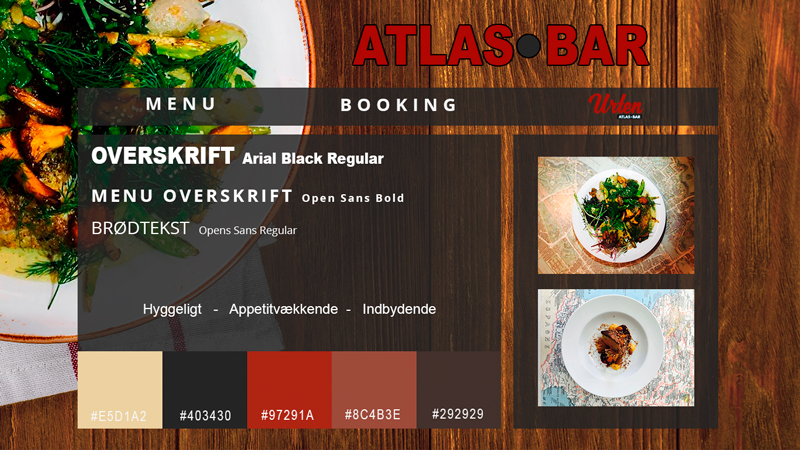 ATLAS•BAR
MENU BOOKING Urten
ATLAS•BAR
OVERSKRIFT Arial Black Regular
MENU OVERSKRIFT Open Sans Bold
BRØDTEKST Opens Sans Regular
Hyggeligt - Appetitvækkende - Indbydende
#E5D1A2 #403430 #97291A #8C4B3E #292929